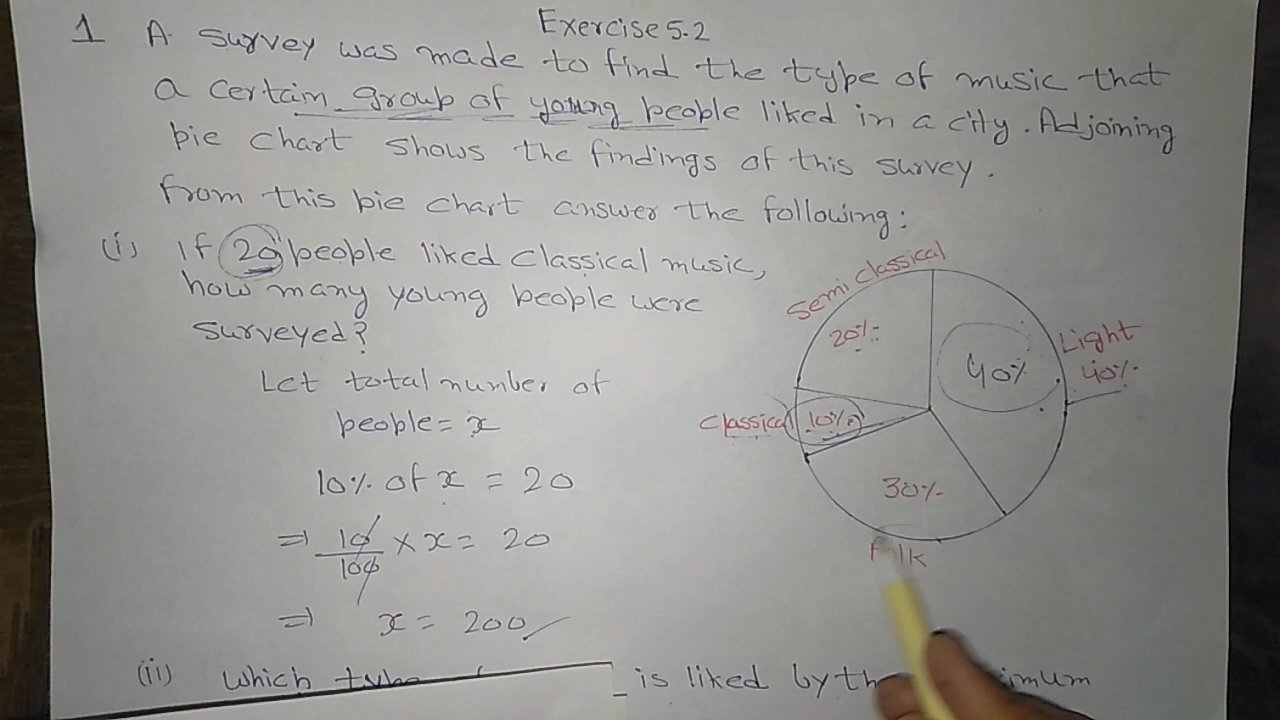 Exercise 5.2
1 A survey was made to find the type of music that
a certain group of young people liked in a city. Adjoining
pie chart shows the findings of this survey.
From this pie chart answer the following:
(i) If 20 people liked classical music,
how many young people were
surveyed?
Let total number of
people = x
10% of x = 20
⇒ 10/100 × x = 20
⇒ x = 200
(ii) which is liked by
Semi classical
20%
Light
40%
40%
Classical 10%
30%